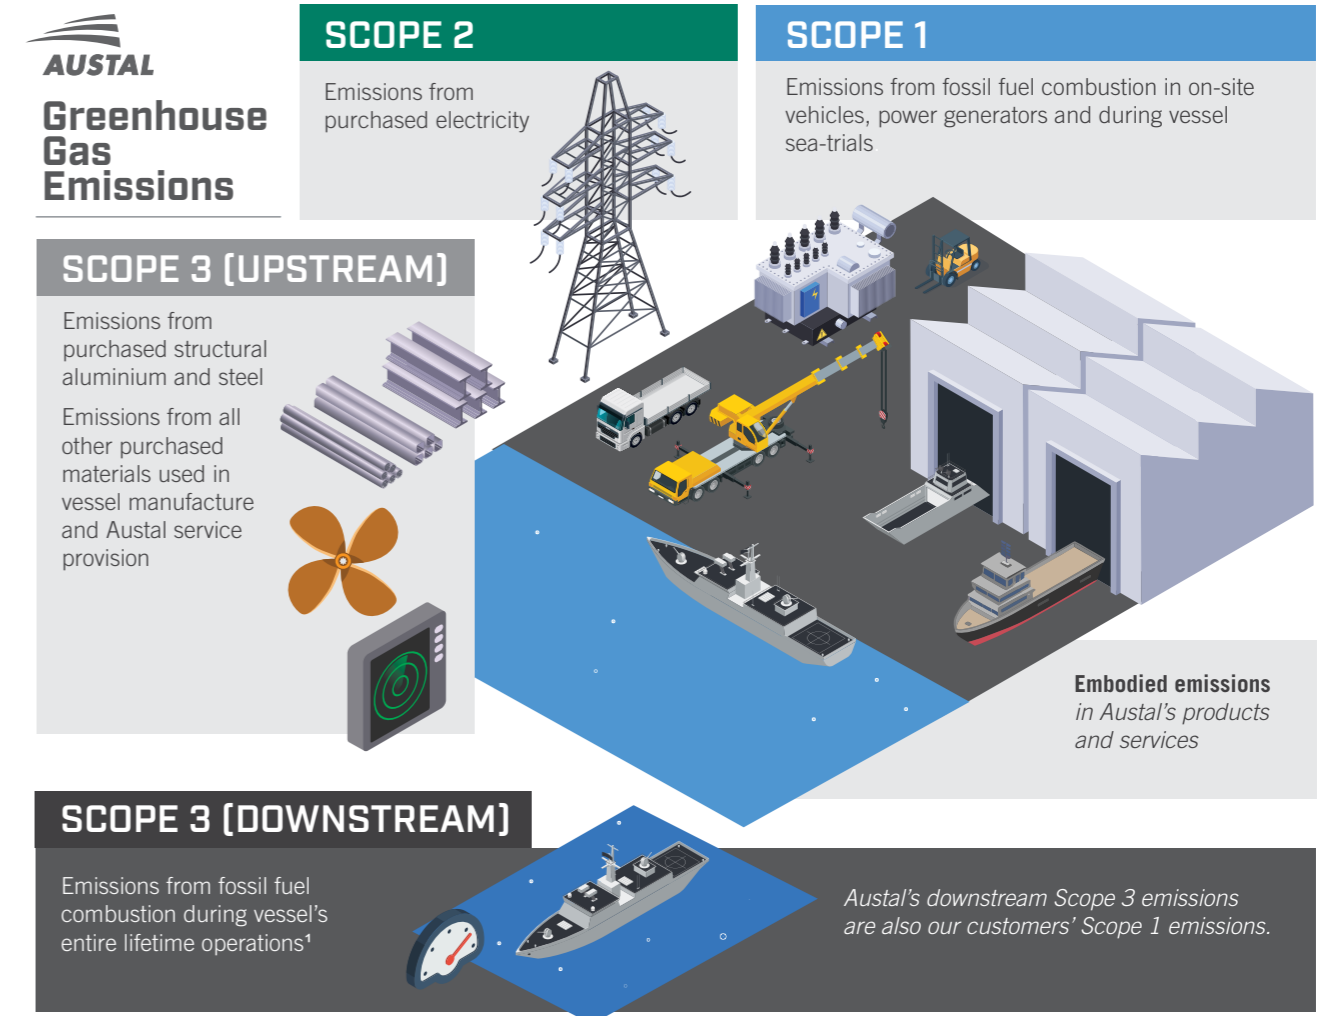 AUSTAL
Greenhouse
Gas
Emissions
SCOPE 2
Emissions from
purchased electricity
SCOPE 1
Emissions from fossil fuel combustion in on-site
vehicles, power generators and during vessel
sea-trials
SCOPE 3 (UPSTREAM)
Emissions from
purchased structural
aluminium and steel
Emissions from all
other purchased
materials used in
vessel manufacture
and Austal service
provision
Embodied emissions
in Austal's products
and services
SCOPE 3 (DOWNSTREAM)
Emissions from fossil fuel
combustion during vessel's
entire lifetime operations¹
Austal's downstream Scope 3 emissions
are also our customers' Scope 1 emissions.